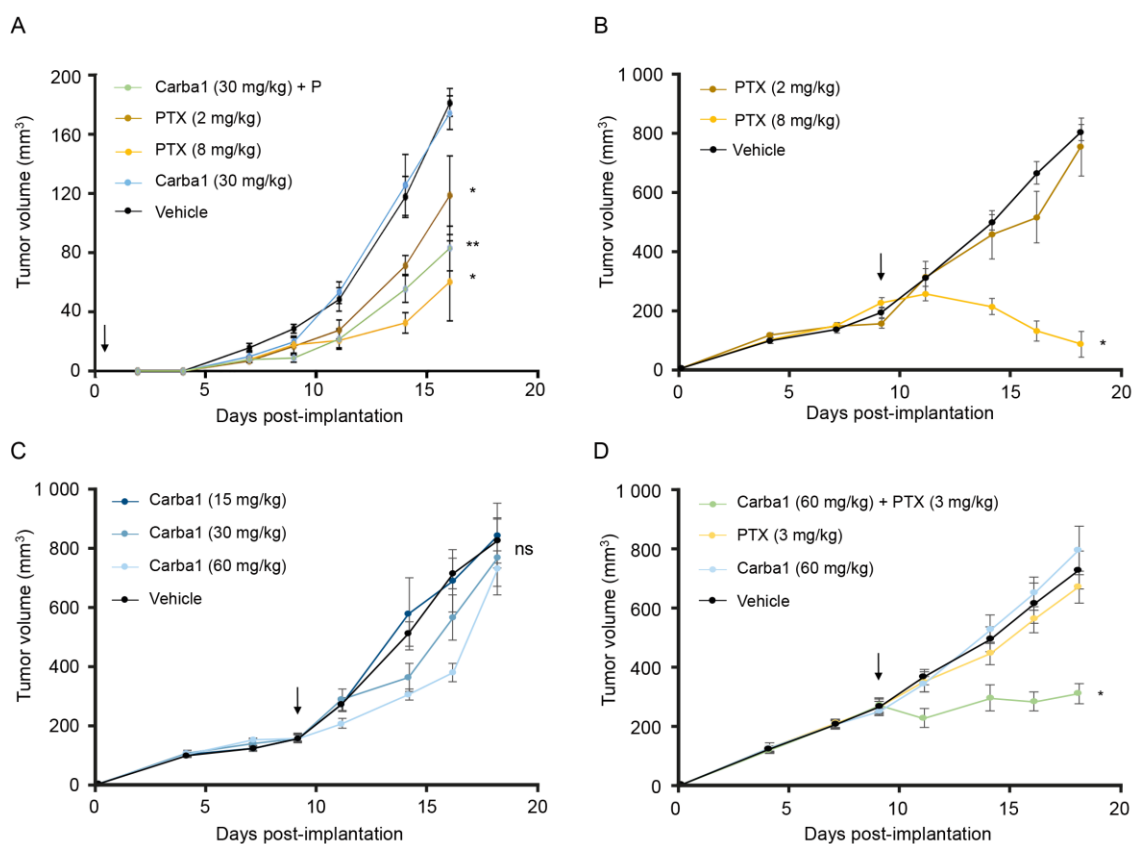 A
Tumor volume (mm³)
200
160
120
80
40
0
Carba1 (30 mg/kg) + P
PTX (2 mg/kg)
PTX (8 mg/kg)
Carba1 (30 mg/kg)
Vehicle
*
**
*
0 5 10 15 20
Days post-implantation
B
Tumor volume (mm³)
1 000
800
600
400
200
0
PTX (2 mg/kg)
PTX (8 mg/kg)
Vehicle
*
0 5 10 15 20
Days post-implantation
C
Tumor volume (mm³)
1 000
800
600
400
200
0
Carba1 (15 mg/kg)
Carba1 (30 mg/kg)
Carba1 (60 mg/kg)
Vehicle
ns
0 5 10 15 20
Days post-implantation
D
Tumor volume (mm³)
1 000
800
600
400
200
0
Carba1 (60 mg/kg) + PTX (3 mg/kg)
PTX (3 mg/kg)
Carba1 (60 mg/kg)
Vehicle
*
0 5 10 15 20
Days post-implantation